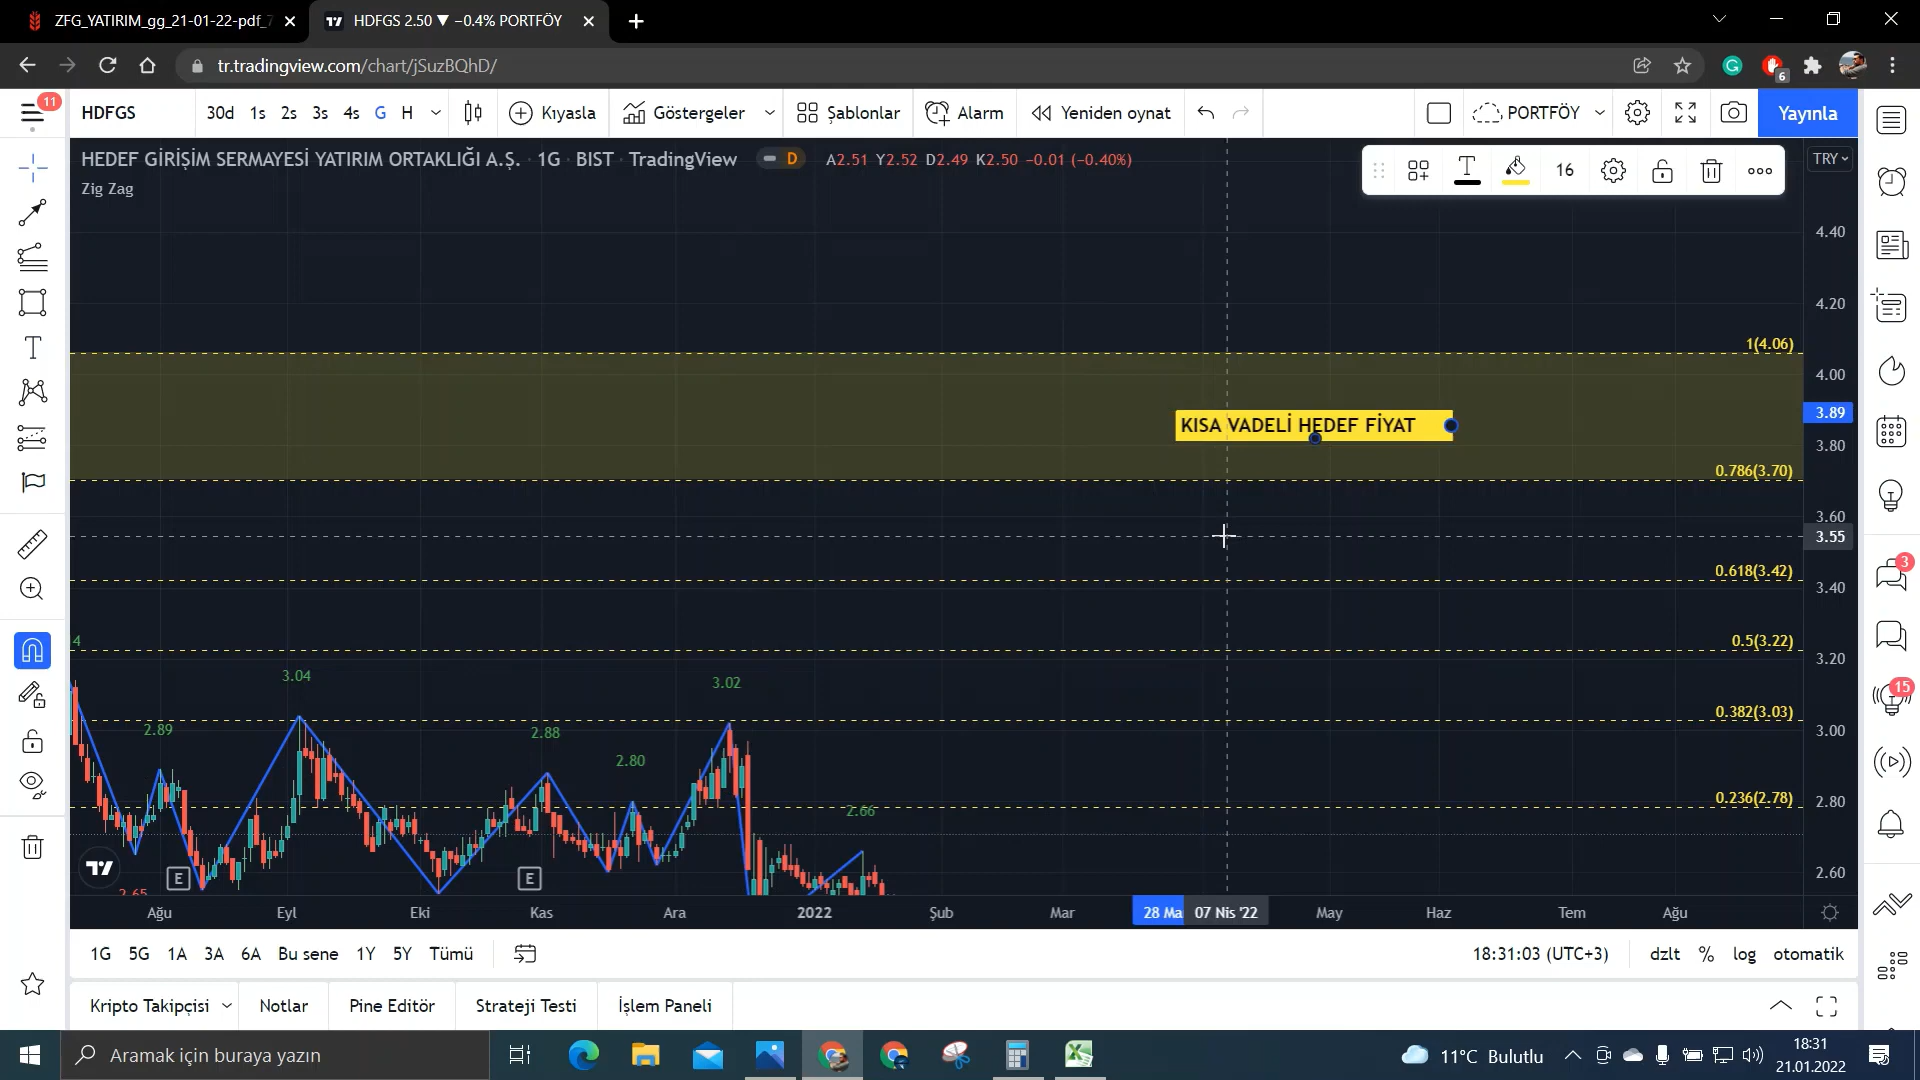 ZFG_YATIRIM_gg_21-01-22-pdf_7
HDFGS 2.50 ▼ −0.4% PORTFÖY
tr.tradingview.com/chart/jSuzBQhD/
6
11
HDFGS
30d 1s 2s 3s 4s G H
Kıyasla
Göstergeler
Şablonlar
Alarm
Yeniden oynat
PORTFÖY
Yayınla
HEDEF GİRİŞİM SERMAYESİ YATIRIM ORTAKLIĞI A.Ş. · 1G · BIST · TradingView
D
A2.51 Y2.52 D2.49 K2.50 −0.01 (−0.40%)
Zig Zag
16
TRY
4.40
4.20
1(4.06)
4.00
3.89
KISA VADELİ HEDEF FİYAT
3.80
0.786(3.70)
3.60
3.55
0.618(3.42)
3.40
0.5(3.22)
3.20
4
3.04
3.02
0.382(3.03)
3.00
2.89
2.88
2.80
0.236(2.78)
2.80
2.66
2.60
2.65
E
E
Ağu Eyl Eki Kas Ara 2022 Şub Mar 28 Ma 07 Nis '22 May Haz Tem Ağu
1G 5G 1A 3A 6A Bu sene 1Y 5Y Tümü
18:31:03 (UTC+3)
dzlt % log otomatik
Kripto Takipçisi
Notlar
Pine Editör
Strateji Testi
İşlem Paneli
3
15
Aramak için buraya yazın
11°C Bulutlu
18:31
21.01.2022